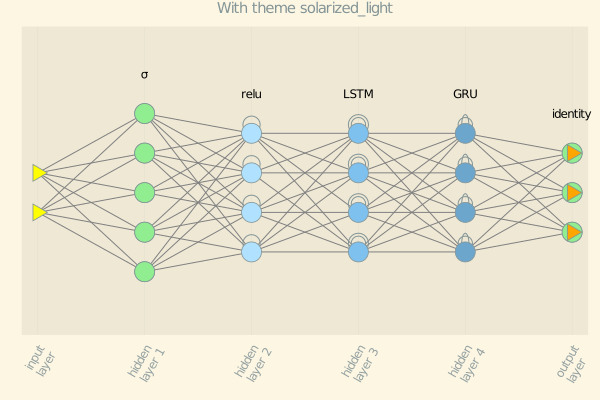 With theme solarized_light
σ
relu
LSTM
GRU
identity
input
layer
hidden
layer 1
hidden
layer 2
hidden
layer 3
hidden
layer 4
output
layer